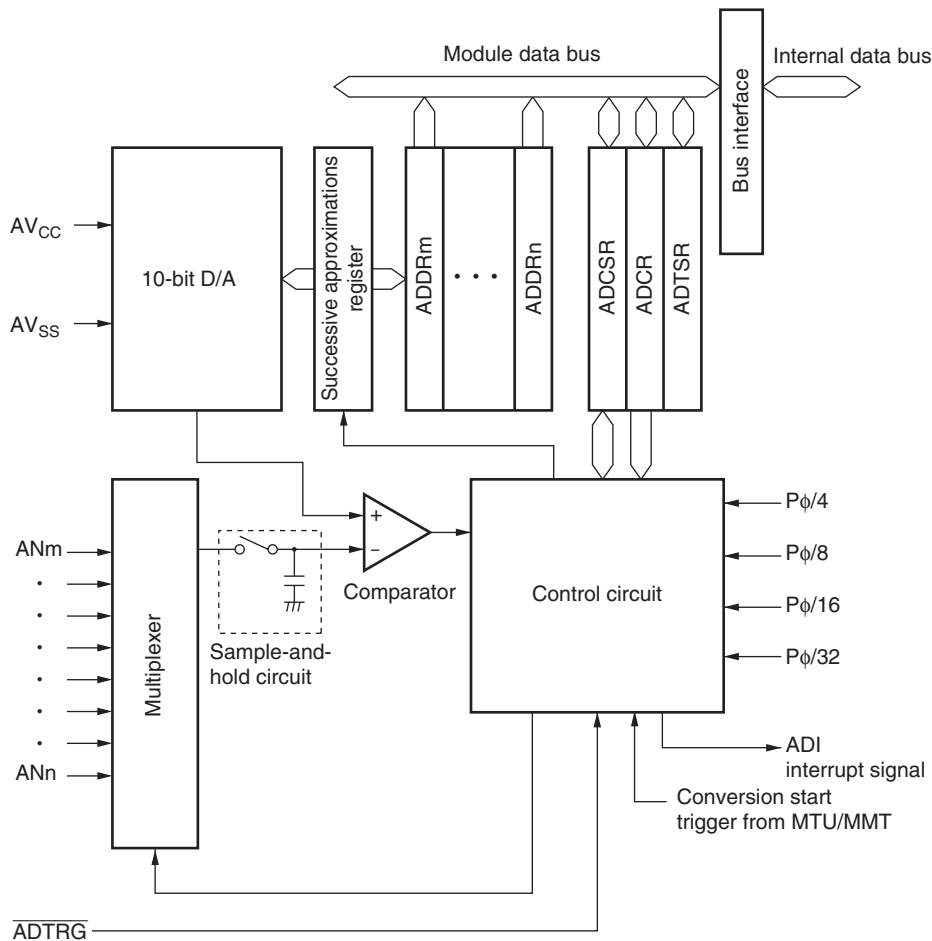 Module data bus
Internal data bus
Bus interface
AVCC
AVSS
10-bit D/A
Successive approximations
register
ADDRm
• • •
ADDRn
ADCSR
ADCR
ADTSR
ANm
•
•
•
•
•
•
ANn
Multiplexer
Sample-and-
hold circuit
+
−
Comparator
Control circuit
Pϕ/4
Pϕ/8
Pϕ/16
Pϕ/32
ADI
interrupt signal
Conversion start
trigger from MTU/MMT
ADTRG